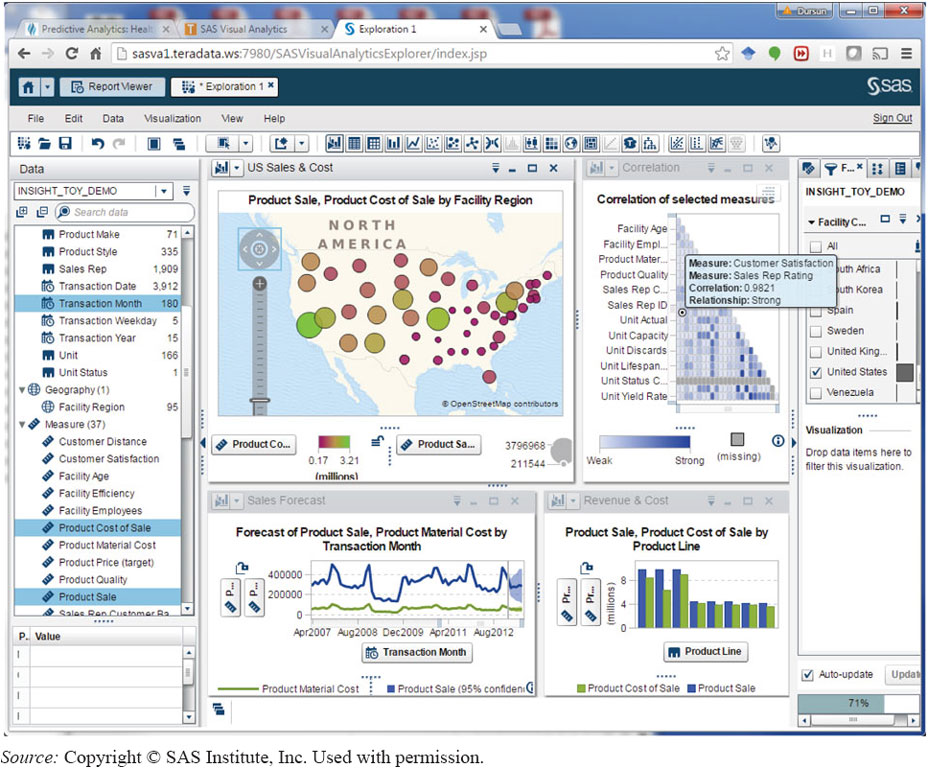 Dursun
Predictive Analytics: Healt
SAS Visual Analytics
Exploration 1
sasva1.teradata.ws:7980/SASVisualAnalyticsExplorer/index.jsp
Report Viewer
* Exploration 1
sas
File Edit Data Visualization View Help
Sign Out
Data
INSIGHT_TOY_DEMO
Search data
Product Make 71
Product Style 335
Sales Rep 1,909
Transaction Date 3,912
Transaction Month 180
Transaction Weekday 5
Transaction Year 15
Unit 166
Unit Status 1
Geography (1)
Facility Region 95
Measure (37)
Customer Distance
Customer Satisfaction
Facility Age
Facility Efficiency
Facility Employees
Product Cost of Sale
Product Material Cost
Product Price (target)
Product Quality
Product Sale
Sales Rep Customer Ra
P. Value
US Sales & Cost
Product Sale, Product Cost of Sale by Facility Region
NORTH
AMERICA
© OpenStreetMap contributors
Product Co...
0.17 3.21
(millions)
Product Sa...
3796968
211544
Correlation
Correlation of selected measures
Facility Age
Facility Empl...
Product Mater...
Product Quality
Sales Rep C...
Sales Rep ID
Unit Actual
Unit Capacity
Unit Discards
Unit Lifespan...
Unit Status C...
Unit Yield Rate
Measure: Customer Satisfaction
Measure: Sales Rep Rating
Correlation: 0.9821
Relationship: Strong
Weak Strong
(missing)
Sales Forecast
Forecast of Product Sale, Product Material Cost by
Transaction Month
P...
P...
400000
200000
0
Apr2007 Aug2008 Dec2009 Apr2011 Aug2012
Transaction Month
Product Material Cost Product Sale (95% confiden
Revenue & Cost
Product Sale, Product Cost of Sale by
Product Line
Pr...
Pr...
(millions)
8
4
0
Product Line
Product Cost of Sale Product Sale
F...
INSIGHT_TOY_DEMO
Facility C...
All
outh Africa
outh Korea
Spain
Sweden
United King...
United States
Venezuela
Visualization
Drop data items here to
filter this visualization.
Auto-update
Updat
71%
Source: Copyright © SAS Institute, Inc. Used with permission.